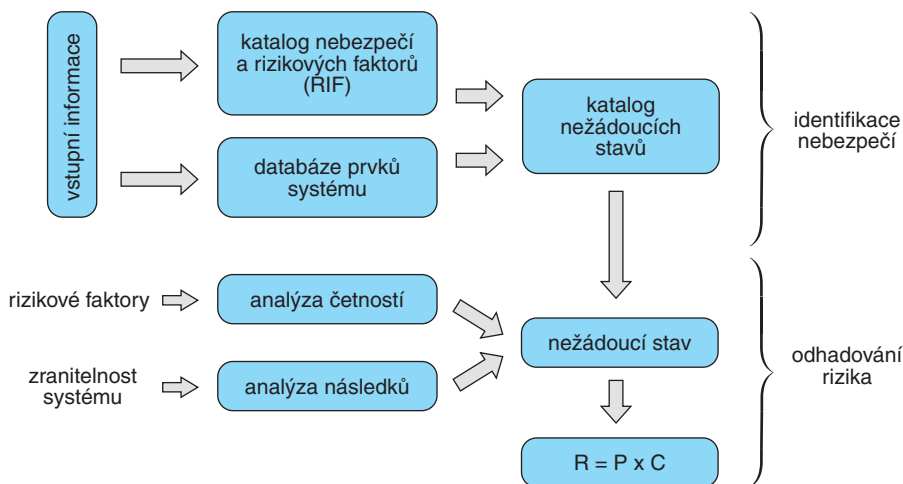 vstupní informace
katalog nebezpečí
a rizikových faktorů
(RIF)
databáze prvků
systému
katalog
nežádoucích
stavů
identifikace
nebezpečí
rizikové faktory
analýza četností
zranitelnost
systému
analýza následků
nežádoucí stav
odhadování
rizika
R = P x C